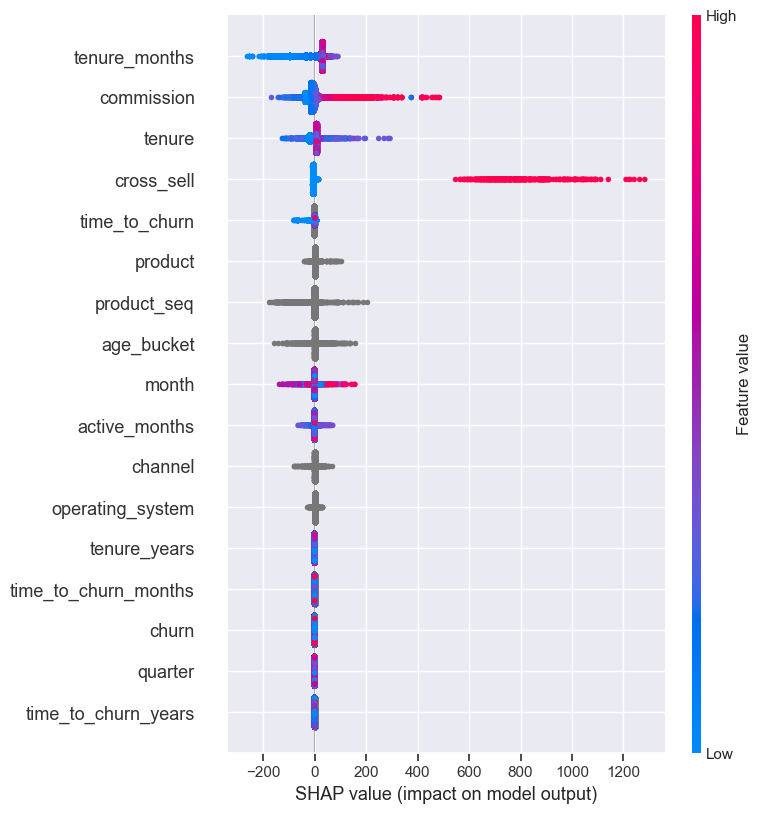 High
tenure_months
commission
tenure
cross_sell
time_to_churn
product
product_seq
age_bucket
month
active_months
channel
operating_system
tenure_years
time_to_churn_months
churn
quarter
time_to_churn_years
Feature value
Low
−200 0 200 400 600 800 1000 1200
SHAP value (impact on model output)